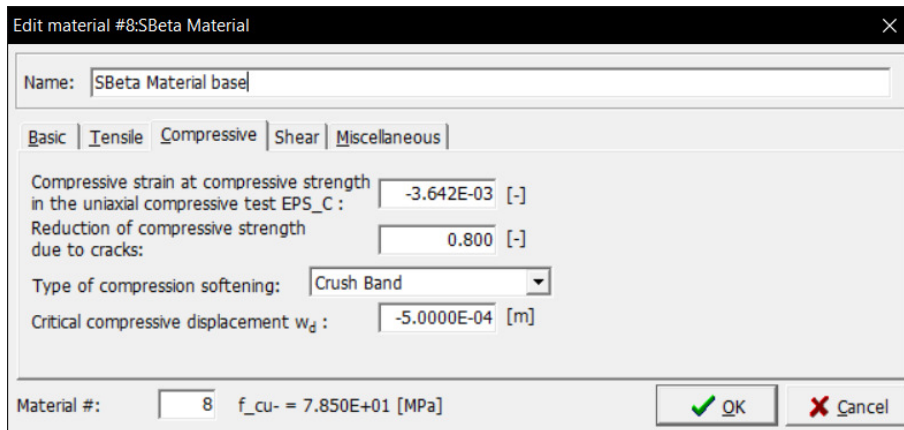 Edit material #8:SBeta Material
Name: SBeta Material base
Basic Tensile Compressive Shear Miscellaneous
Compressive strain at compressive strength
in the uniaxial compressive test EPS_C : -3.642E-03 [-]
Reduction of compressive strength
due to cracks: 0.800 [-]
Type of compression softening: Crush Band
Critical compressive displacement w_d : -5.0000E-04 [m]
Material #: 8 f_cu- = 7.850E+01 [MPa] OK Cancel